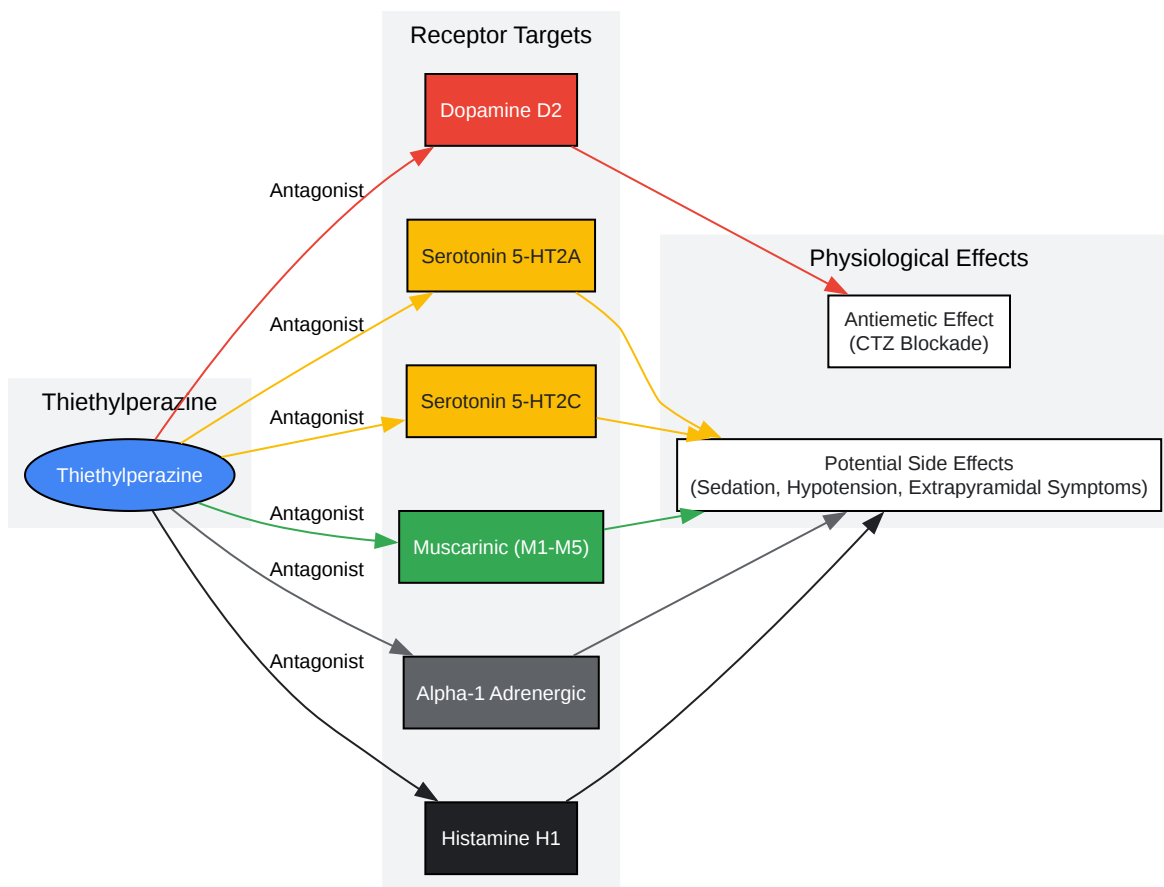 Receptor Targets
Dopamine D2
Antagonist
Serotonin 5-HT2A
Physiological Effects
Antiemetic Effect
(CTZ Blockade)
Antagonist
Thiethylperazine
Serotonin 5-HT2C
Antagonist
Thiethylperazine
Potential Side Effects
(Sedation, Hypotension, Extrapyramidal Symptoms)
Antagonist
Muscarinic (M1-M5)
Antagonist
Antagonist
Alpha-1 Adrenergic
Histamine H1